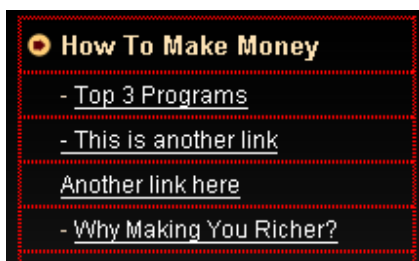 How To Make Money
- Top 3 Programs
- This is another link
Another link here
- Why Making You Richer?